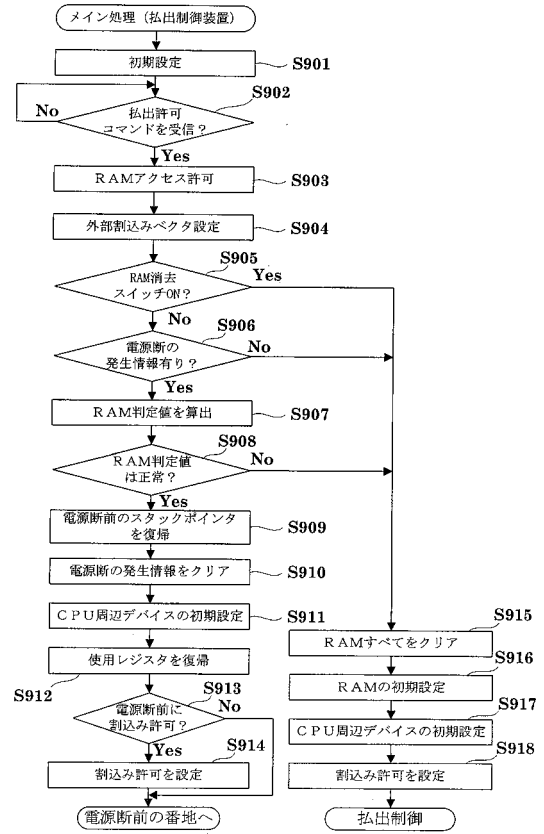 メイン処理（払出制御装置）
初期設定
S901
S902
No
払出許可
コマンドを受信？
Yes
ＲＡＭアクセス許可
S903
外部割込みベクタ設定
S904
S905
RAM消去
スイッチON？
Yes
No
S906
電源断の
発生情報有り？
No
Yes
ＲＡＭ判定値を算出
S907
S908
ＲＡＭ判定値
は正常？
No
Yes
電源断前のスタックポインタ
を復帰
S909
電源断の発生情報をクリア
S910
ＣＰＵ周辺デバイスの初期設定
S911
使用レジスタを復帰
S912
S913
電源断前に
割込み許可？
No
Yes
S914
割込み許可を設定
電源断前の番地へ
S915
ＲＡＭすべてをクリア
S916
ＲＡＭの初期設定
S917
ＣＰＵ周辺デバイスの初期設定
S918
割込み許可を設定
払出制御